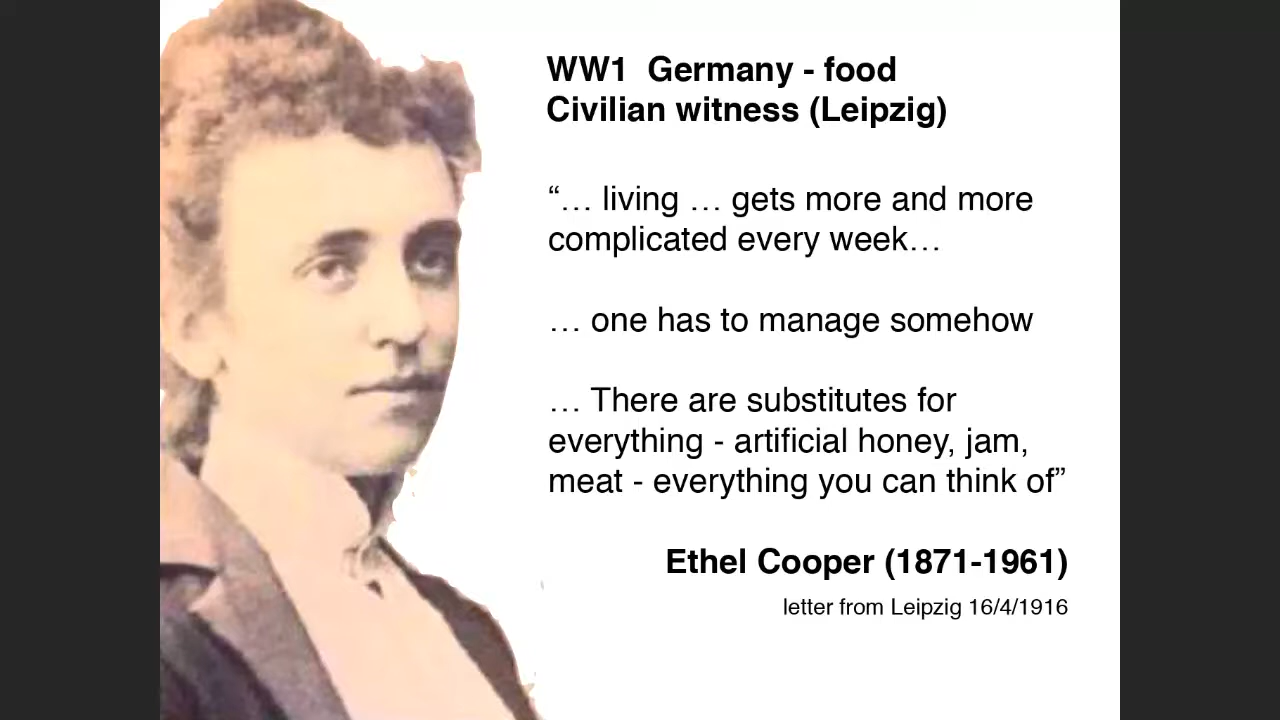 WW1  Germany - food
Civilian witness (Leipzig)
“… living … gets more and more
complicated every week…
… one has to manage somehow
… There are substitutes for
everything - artificial honey, jam,
meat - everything you can think of”
Ethel Cooper (1871-1961)
letter from Leipzig 16/4/1916